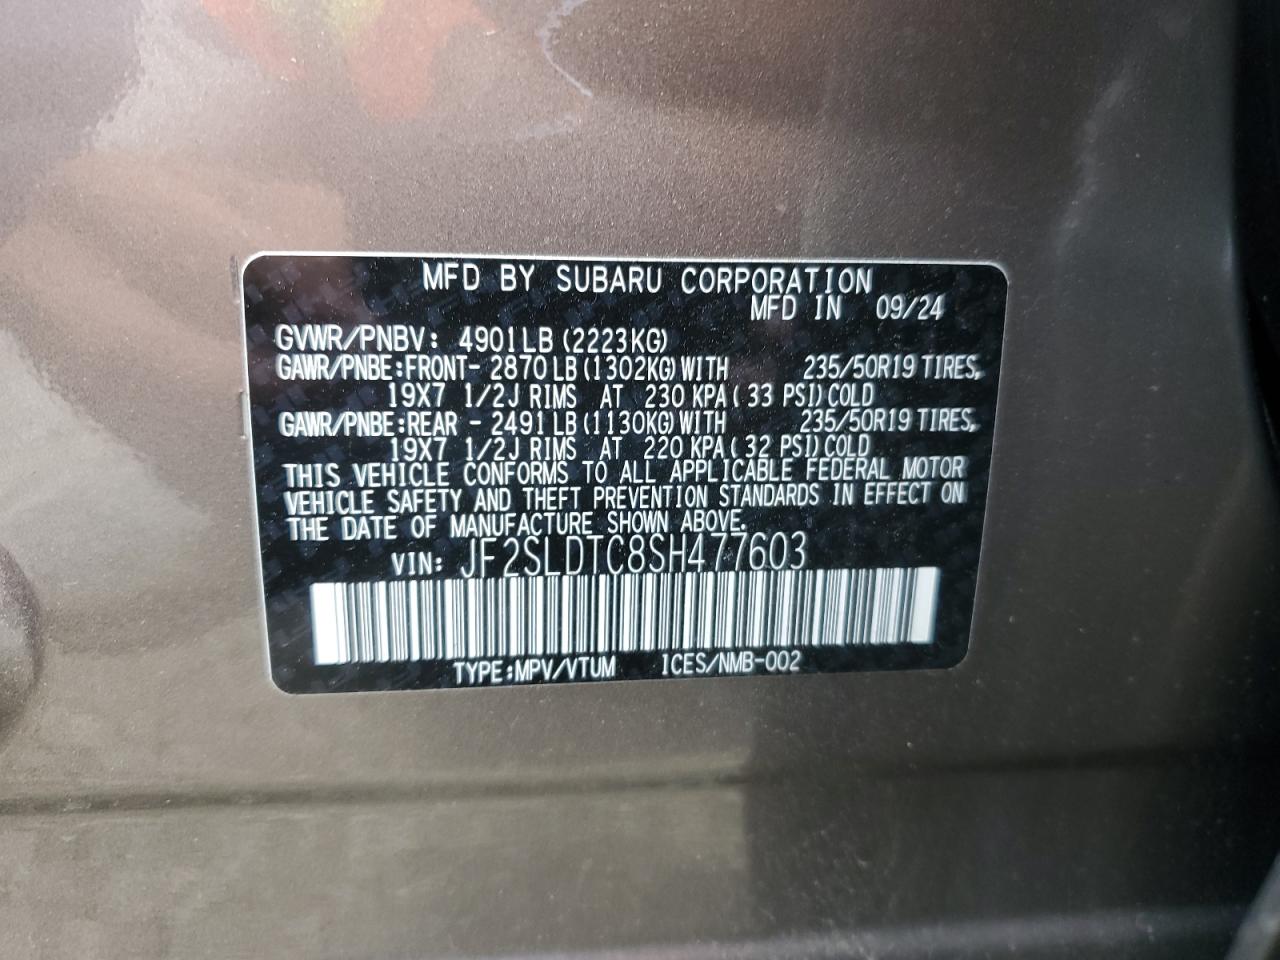 MFD BY SUBARU CORPORATION
MFD IN 09/24
GVWR/PNBV: 4901LB (2223KG)
GAWR/PNBE:FRONT- 2870 LB (1302KG) WITH 235/50R19 TIRES,
19X7 1/2J RIMS AT 230 KPA( 33 PSI) COLD
GAWR/PNBE:REAR - 2491 LB (1130KG) WITH 235/50R19 TIRES,
19X7 1/2J RIMS AT 220 KPA( 32 PSI) COLD
THIS VEHICLE CONFORMS TO ALL APPLICABLE FEDERAL MOTOR
VEHICLE SAFETY AND THEFT PREVENTION STANDARDS IN EFFECT ON
THE DATE OF MANUFACTURE SHOWN ABOVE.
VIN: JF2SLDTC8SH477603
TYPE:MPV/VTUM ICES/NMB-002